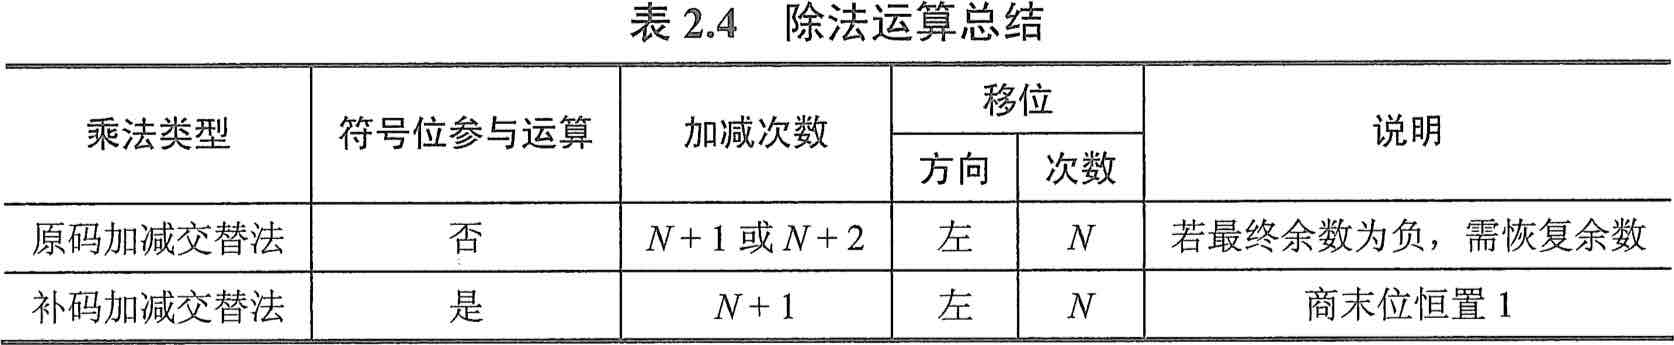 表 2.4 除法运算总结
乘法类型 符号位参与运算 加减次数 移位 说明
方向 次数
原码加减交替法 否 N + 1 或 N + 2 左 N 若最终余数为负，需恢复余数
补码加减交替法 是 N + 1 左 N 商末位恒置 1